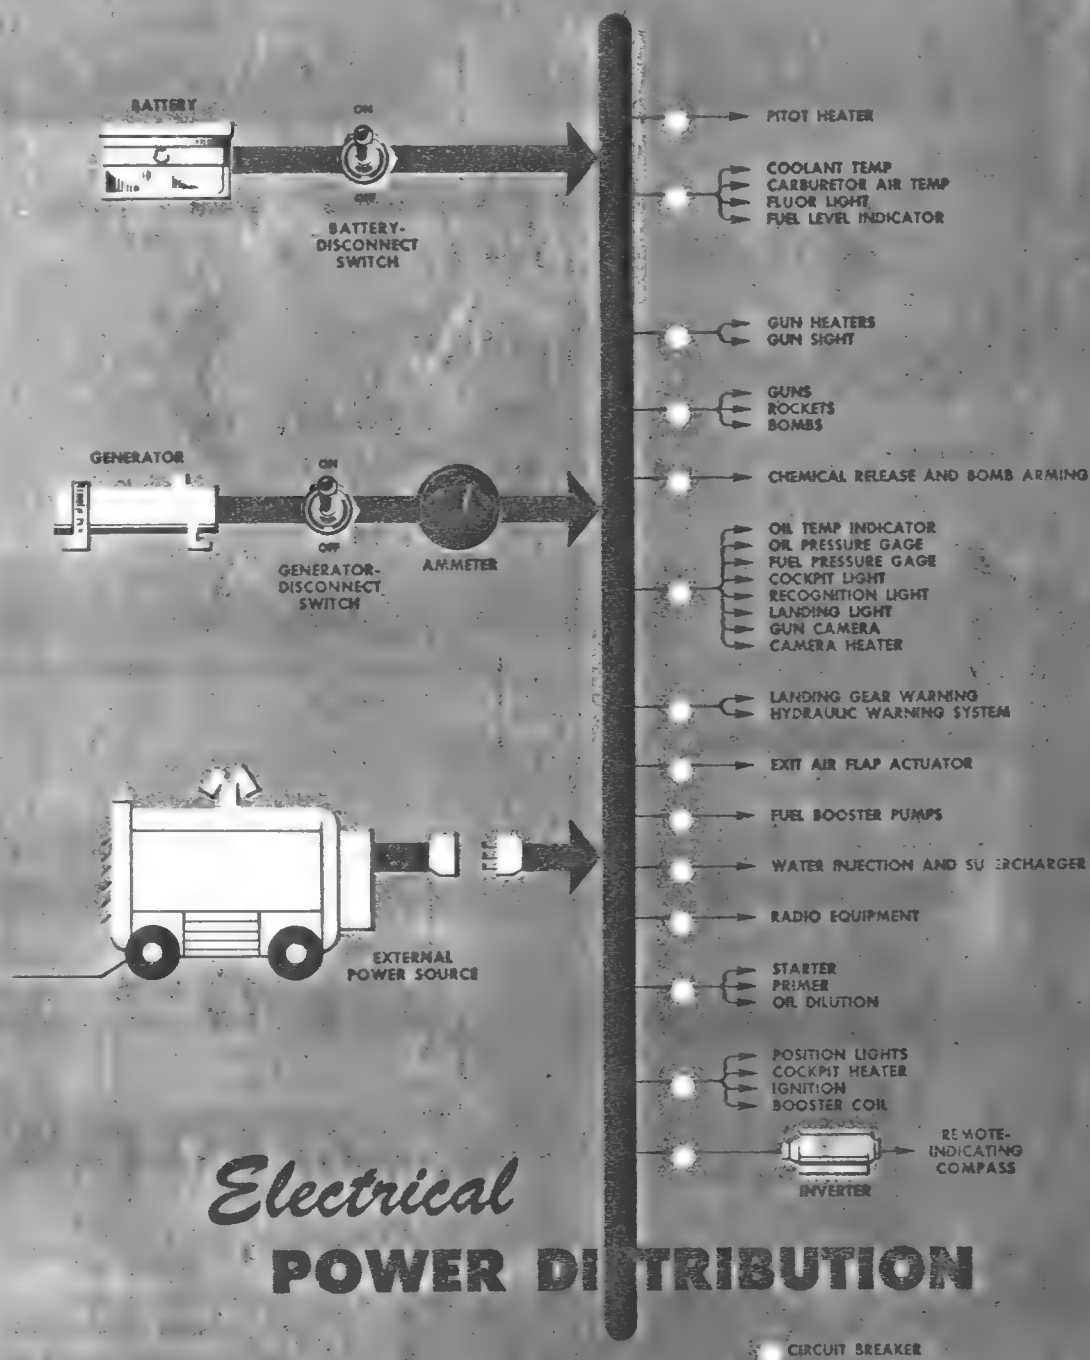 BATTERY
ON
OFF
BATTERY-
DISCONNECT
SWITCH
GENERATOR
ON
OFF
GENERATOR-
DISCONNECT
SWITCH
AMMETER
EXTERNAL
POWER SOURCE
PITOT HEATER
COOLANT TEMP
CARBURETOR AIR TEMP
FLUOR LIGHT
FUEL LEVEL INDICATOR
GUN HEATERS
GUN SIGHT
GUNS
ROCKETS
BOMBS
CHEMICAL RELEASE AND BOMB ARMING
OIL TEMP INDICATOR
OIL PRESSURE GAGE
FUEL PRESSURE GAGE
COCKPIT LIGHT
RECOGNITION LIGHT
LANDING LIGHT
GUN CAMERA
CAMERA HEATER
LANDING GEAR WARNING
HYDRAULIC WARNING SYSTEM
EXIT AIR FLAP ACTUATOR
FUEL BOOSTER PUMPS
WATER INJECTION AND SU ERCHARGER
RADIO EQUIPMENT
STARTER
PRIMER
OIL DILUTION
POSITION LIGHTS
COCKPIT HEATER
IGNITION
BOOSTER COIL
REMOTE-
INDICATING
COMPASS
INVERTER
Electrical
POWER DI TRIBUTION
CIRCUIT BREAKER